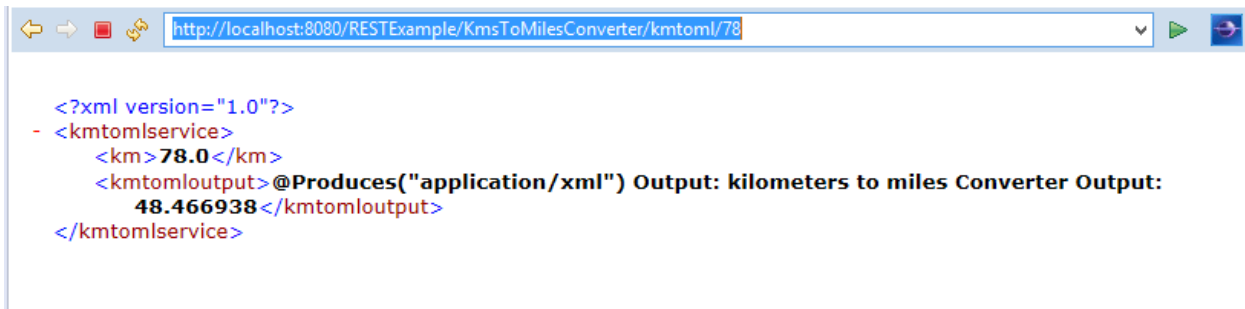 http://localhost:8080/RESTExample/KmsToMilesConverter/kmtoml/78
<?xml version="1.0"?>
- <kmtomlservice>
<km>78.0</km>
<kmtomloutput>@Produces("application/xml") Output: kilometers to miles Converter Output:
48.466938</kmtomloutput>
</kmtomlservice>